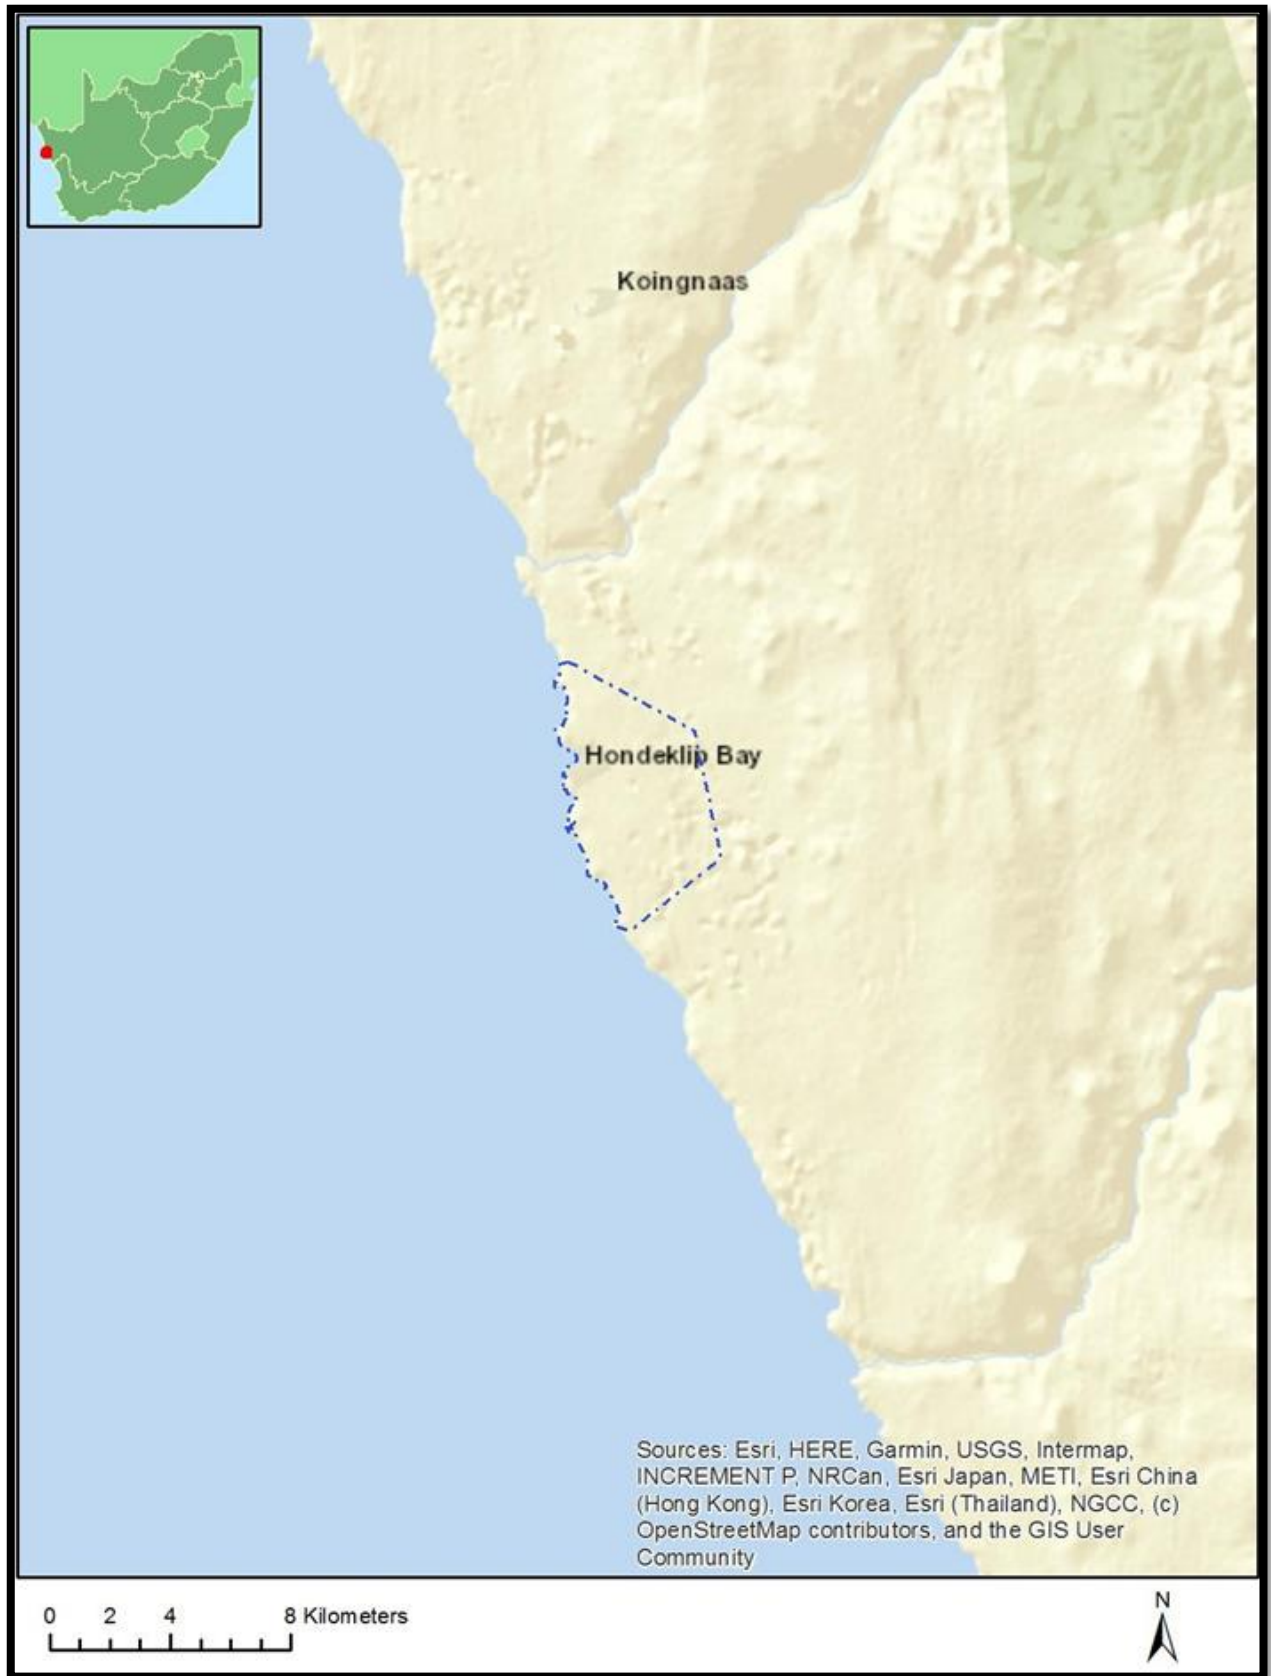 Koingnaas
Hondeklip Bay
Sources: Esri, HERE, Garmin, USGS, Intermap,
INCREMENT P, NRCan, Esri Japan, METI, Esri China
(Hong Kong), Esri Korea, Esri (Thailand), NGCC, (c)
OpenStreetMap contributors, and the GIS User
Community
0 2 4 8 Kilometers
N